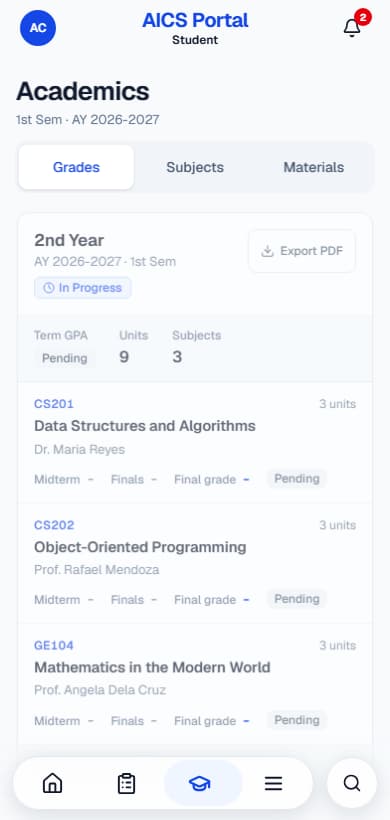 AC
AICS Portal
Student
2
Academics
1st Sem · AY 2026-2027
Grades
Subjects
Materials
2nd Year
AY 2026-2027 · 1st Sem
In Progress
Export PDF
Term GPA
Units
Subjects
Pending
9
3
CS201
3 units
Data Structures and Algorithms
Dr. Maria Reyes
Midterm – Finals – Final grade – Pending
CS202
3 units
Object-Oriented Programming
Prof. Rafael Mendoza
Midterm – Finals – Final grade – Pending
GE104
3 units
Mathematics in the Modern World
Prof. Angela Dela Cruz
Midterm – Finals – Final grade – Pending